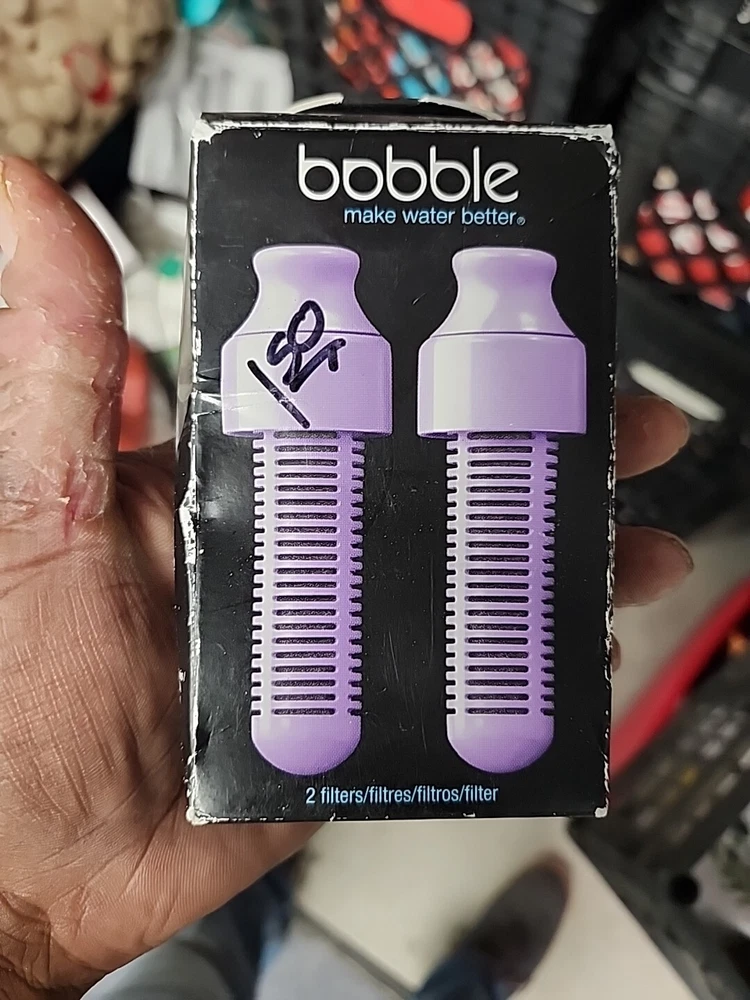 bobble
make water better®
2 filters/filtres/filtros/filter